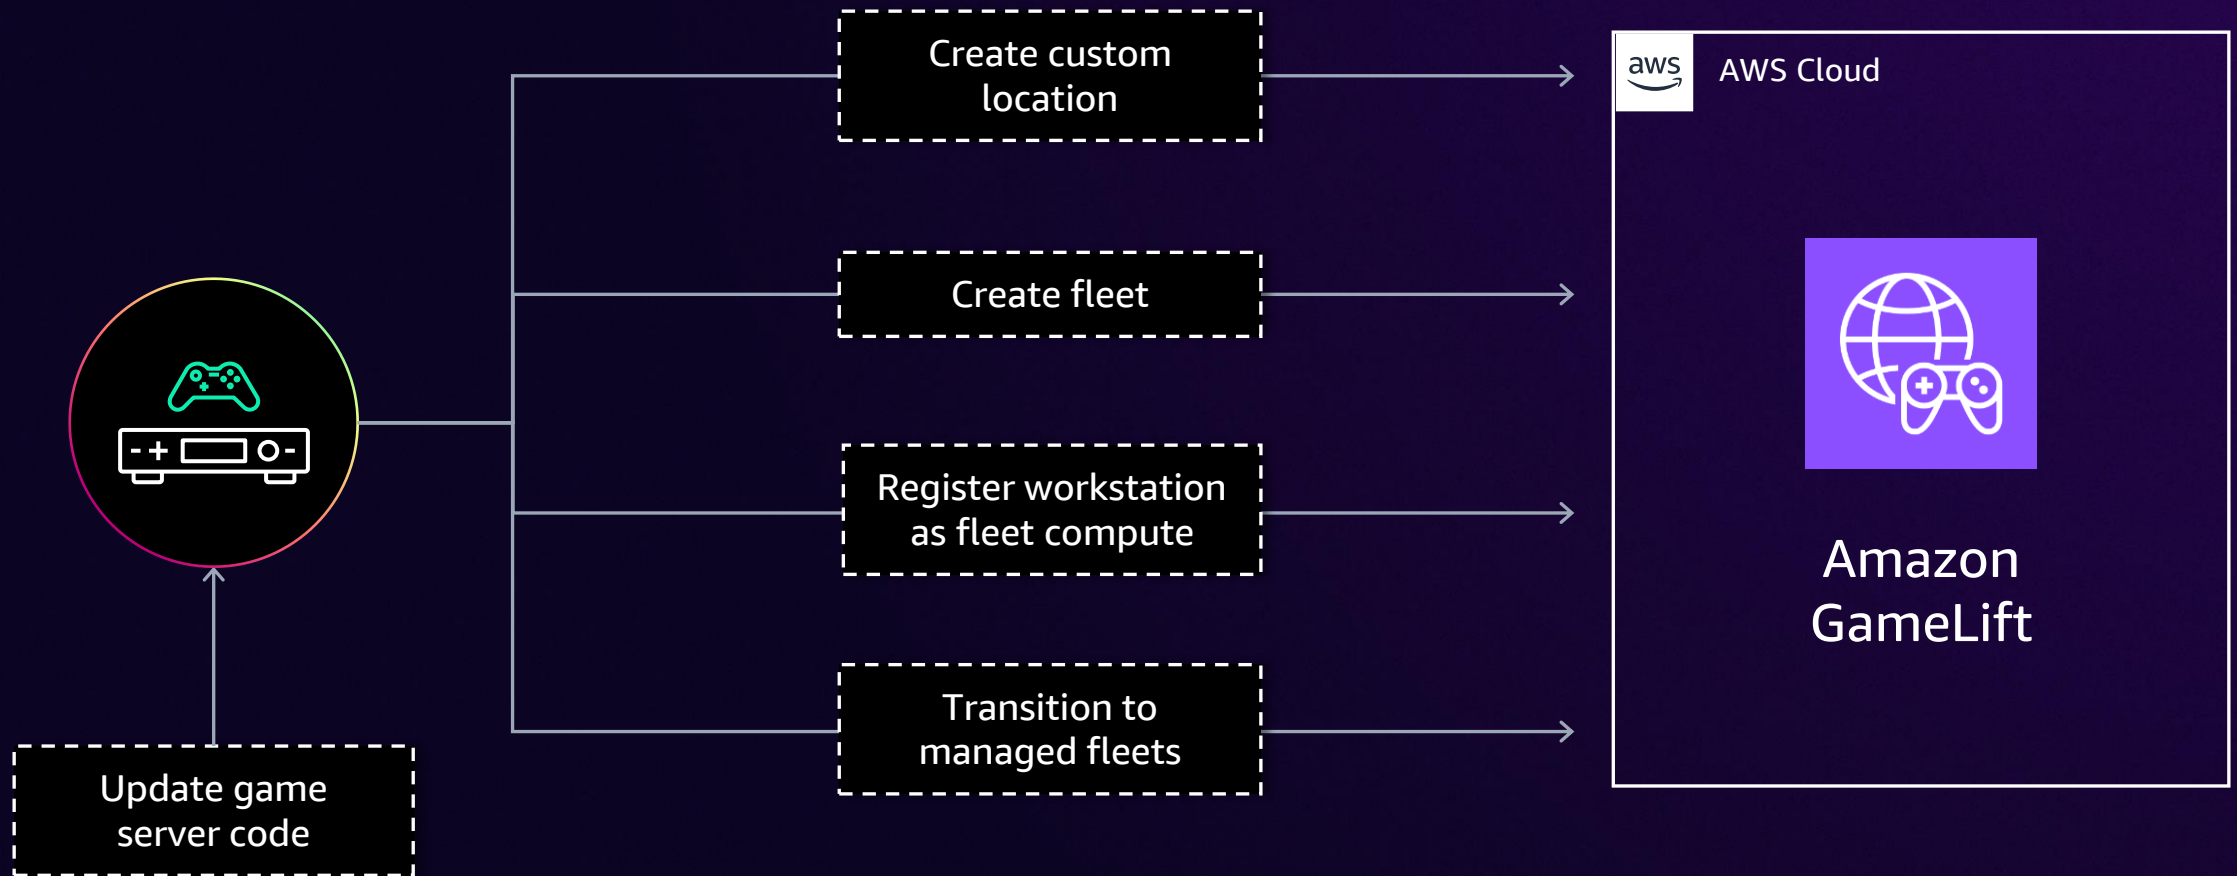 Create custom
location
aws
AWS Cloud
Create fleet
Register workstation
as fleet compute
Amazon
GameLift
Transition to
managed fleets
Update game
server code